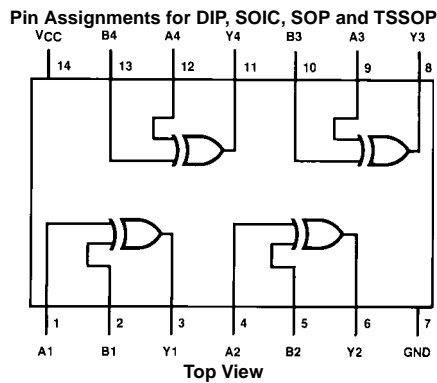 Pin Assignments for DIP, SOIC, SOP and TSSOP
VCC B4 A4 Y4 B3 A3 Y3
14 13 12 11 10 9 8
1 2 3 4 5 6 7
A1 B1 Y1 A2 B2 Y2 GND
Top View